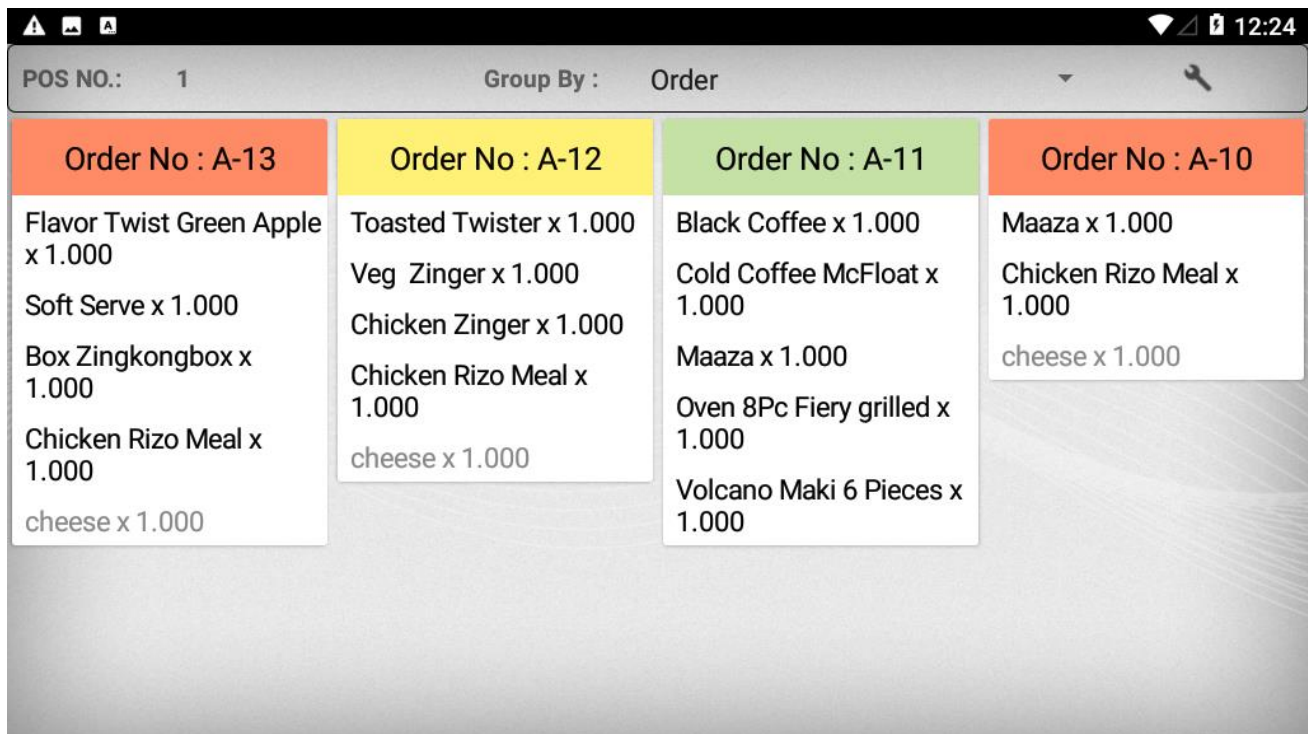 12:24
POS NO.: 1 Group By : Order
Order No : A-13
Flavor Twist Green Apple
x 1.000
Soft Serve x 1.000
Box Zingkongbox x
1.000
Chicken Rizo Meal x
1.000
cheese x 1.000
Order No : A-12
Toasted Twister x 1.000
Veg  Zinger x 1.000
Chicken Zinger x 1.000
Chicken Rizo Meal x
1.000
cheese x 1.000
Order No : A-11
Black Coffee x 1.000
Cold Coffee McFloat x
1.000
Maaza x 1.000
Oven 8Pc Fiery grilled x
1.000
Volcano Maki 6 Pieces x
1.000
Order No : A-10
Maaza x 1.000
Chicken Rizo Meal x
1.000
cheese x 1.000